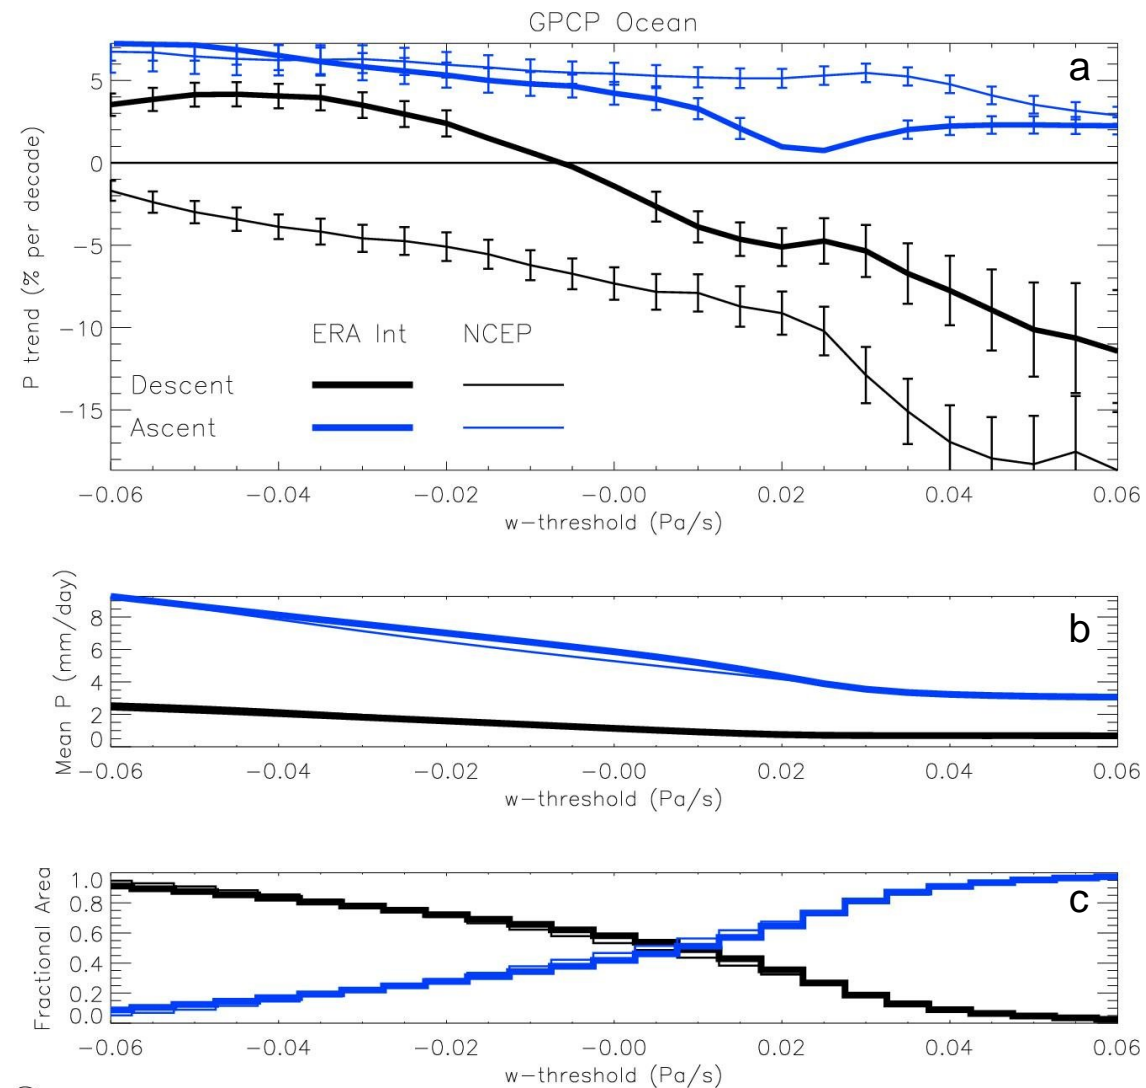 GPCP Ocean
a
5
0
−5
−10
−15
P trend (% per decade)
ERA Int NCEP
Descent
Ascent
−0.06 −0.04 −0.02 −0.00 0.02 0.04 0.06
w−threshold (Pa/s)
b
8
6
4
2
0
Mean P (mm/day)
−0.06 −0.04 −0.02 −0.00 0.02 0.04 0.06
w−threshold (Pa/s)
c
1.0
0.8
0.6
0.4
0.2
0.0
Fractional Area
−0.06 −0.04 −0.02 −0.00 0.02 0.04 0.06
w−threshold (Pa/s)